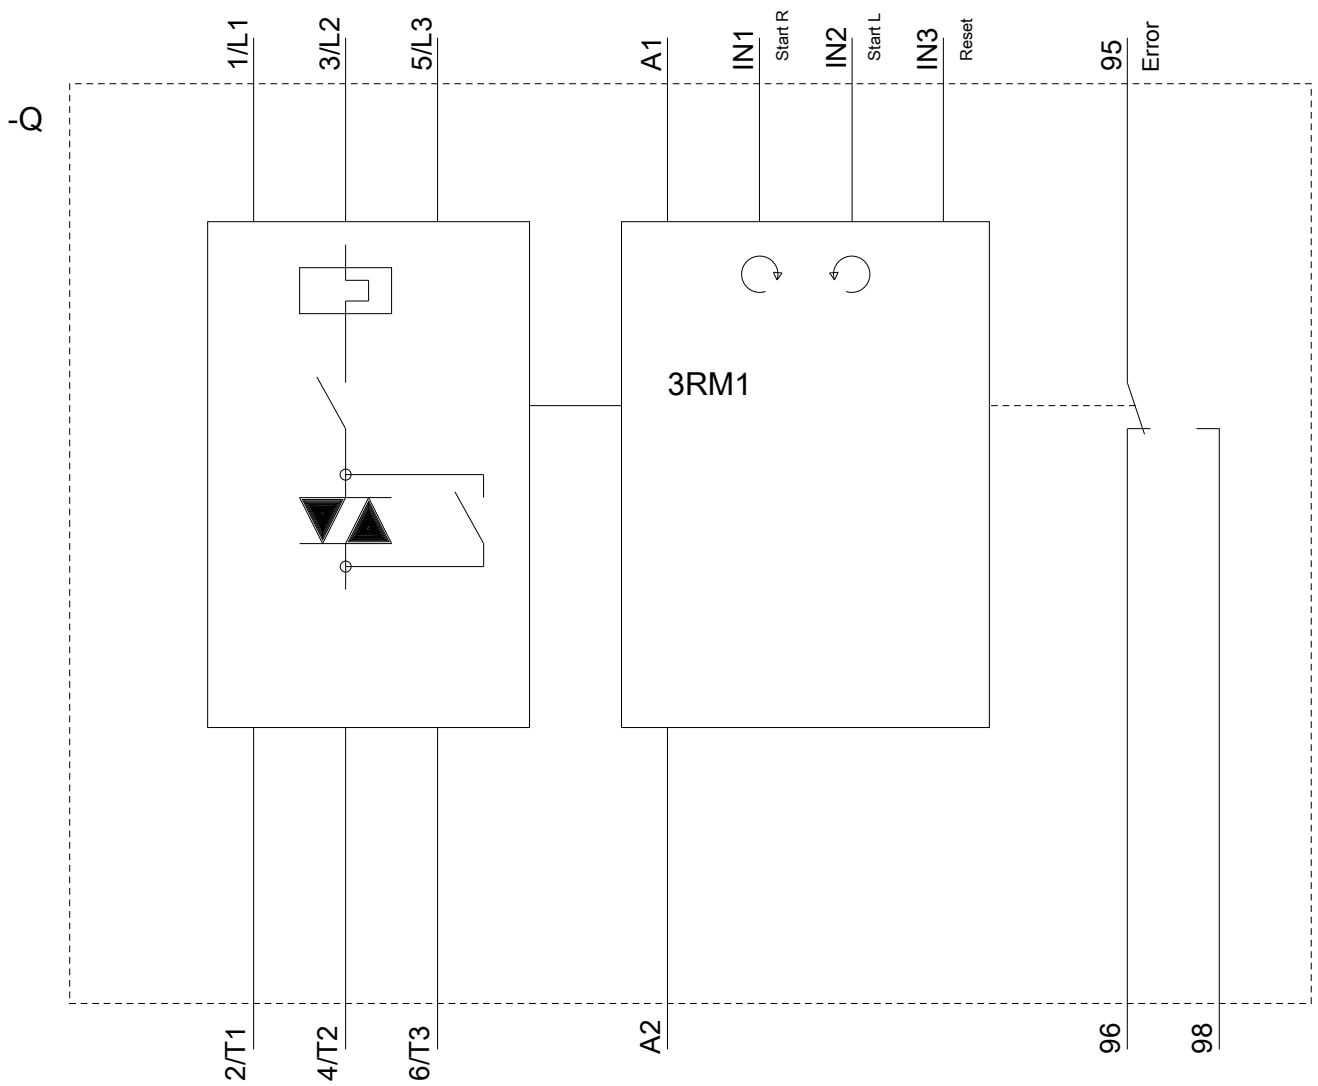 1/L1
3/L2
5/L3
A1
IN1
Start R
IN2
Start L
IN3
Reset
95
Error
-Q
3RM1
2/T1
4/T2
6/T3
A2
96
98